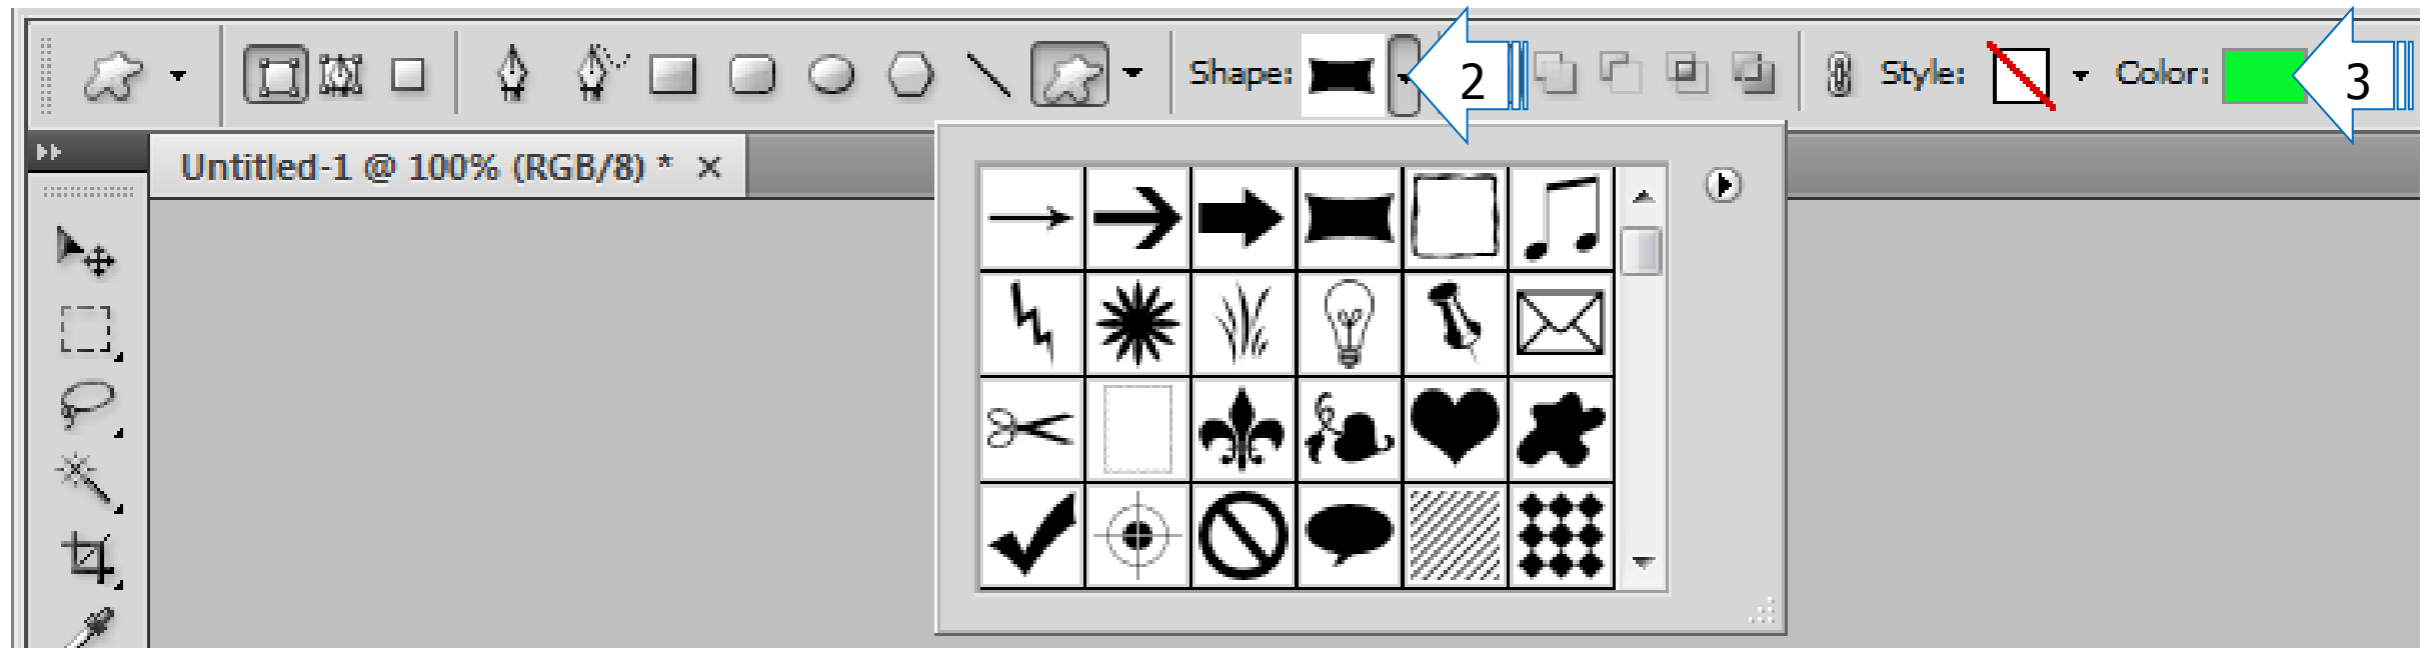 Shape: 2 Style: Color: 3
Untitled-1 @ 100% (RGB/8) * ×